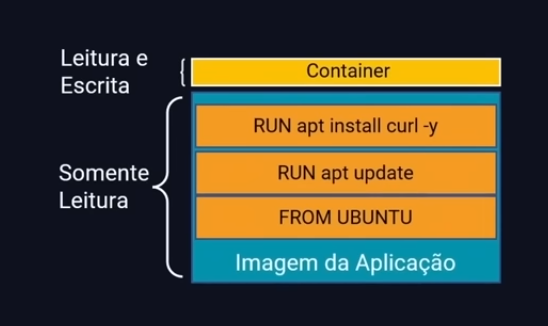 Leitura e
Escrita
Container
RUN apt install curl -y
RUN apt update
FROM UBUNTU
Somente
Leitura
Imagem da Aplicação